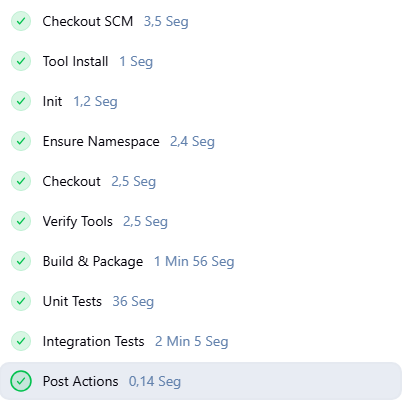 Checkout SCM 3,5 Seg
Tool Install 1 Seg
Init 1,2 Seg
Ensure Namespace 2,4 Seg
Checkout 2,5 Seg
Verify Tools 2,5 Seg
Build & Package 1 Min 56 Seg
Unit Tests 36 Seg
Integration Tests 2 Min 5 Seg
Post Actions 0,14 Seg